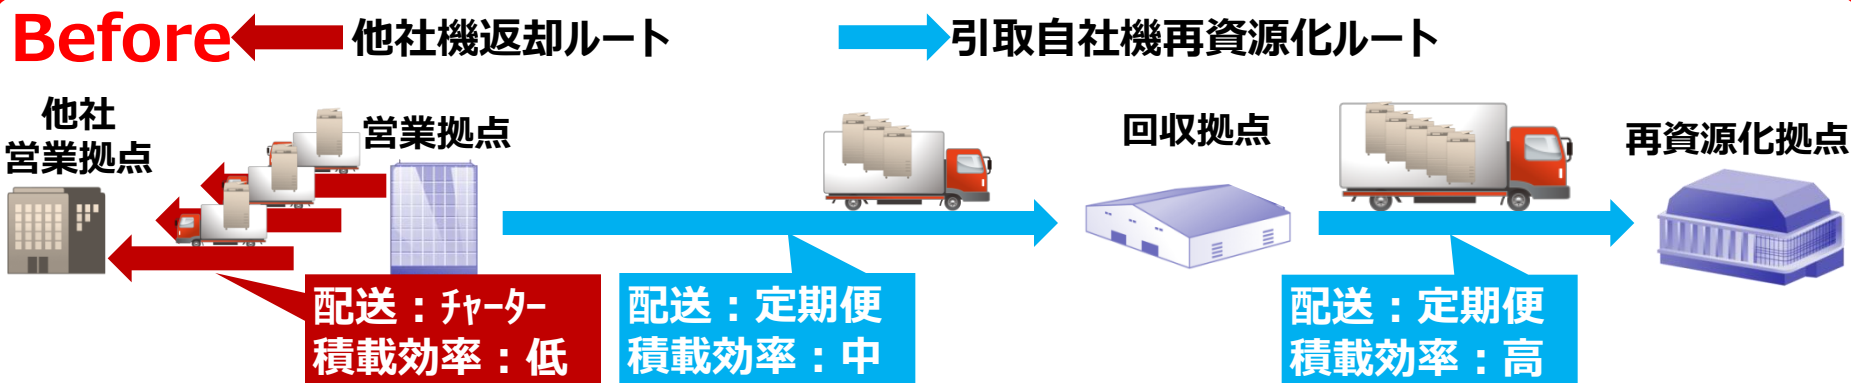 Before
他社機返却ルート
引取自社機再資源化ルート
他社
営業拠点
営業拠点
回収拠点
再資源化拠点
配送：ﾁｬｰﾀｰ
積載効率：低
配送：定期便
積載効率：中
配送：定期便
積載効率：高